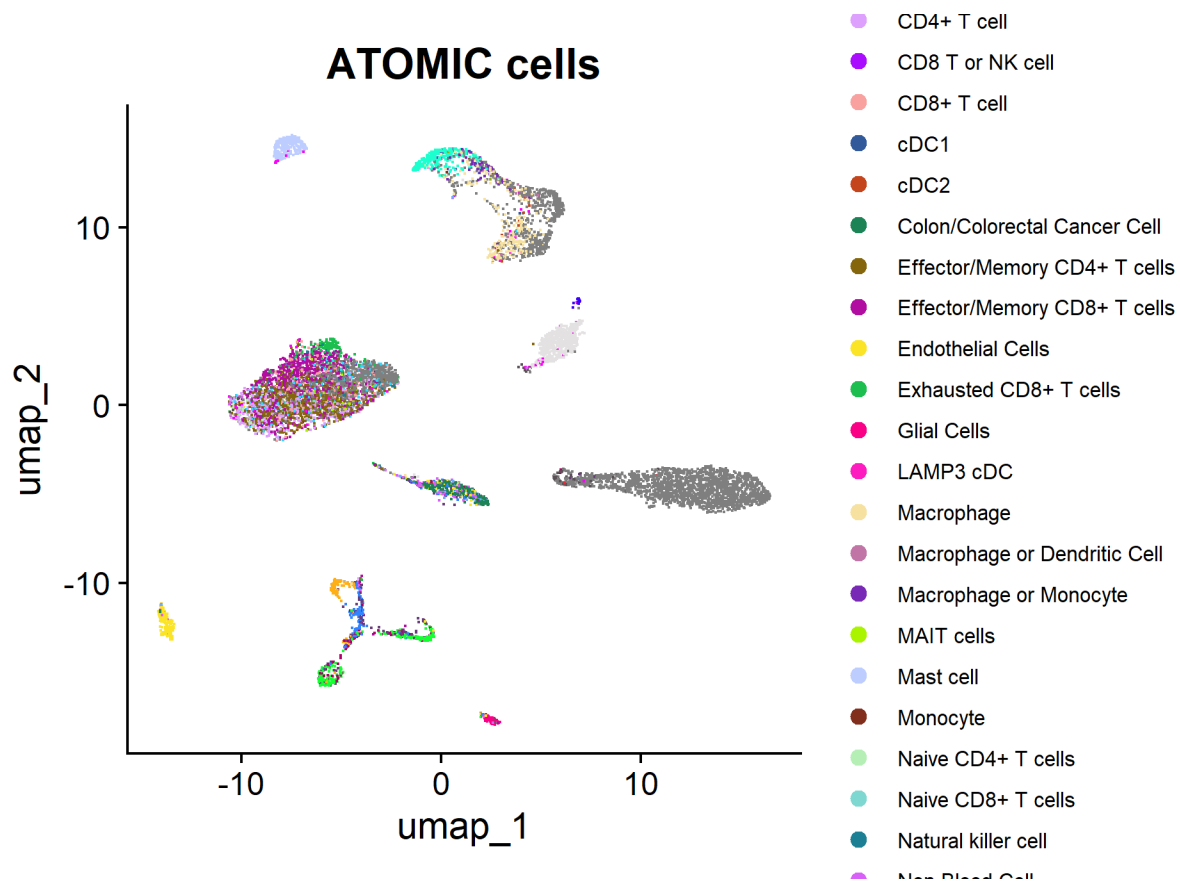 ATOMIC cells
umap_2
10
0
-10
-10
0
10
umap_1
CD4+ T cell
CD8 T or NK cell
CD8+ T cell
cDC1
cDC2
Colon/Colorectal Cancer Cell
Effector/Memory CD4+ T cells
Effector/Memory CD8+ T cells
Endothelial Cells
Exhausted CD8+ T cells
Glial Cells
LAMP3 cDC
Macrophage
Macrophage or Dendritic Cell
Macrophage or Monocyte
MAIT cells
Mast cell
Monocyte
Naive CD4+ T cells
Naive CD8+ T cells
Natural killer cell
Non Blood Cell